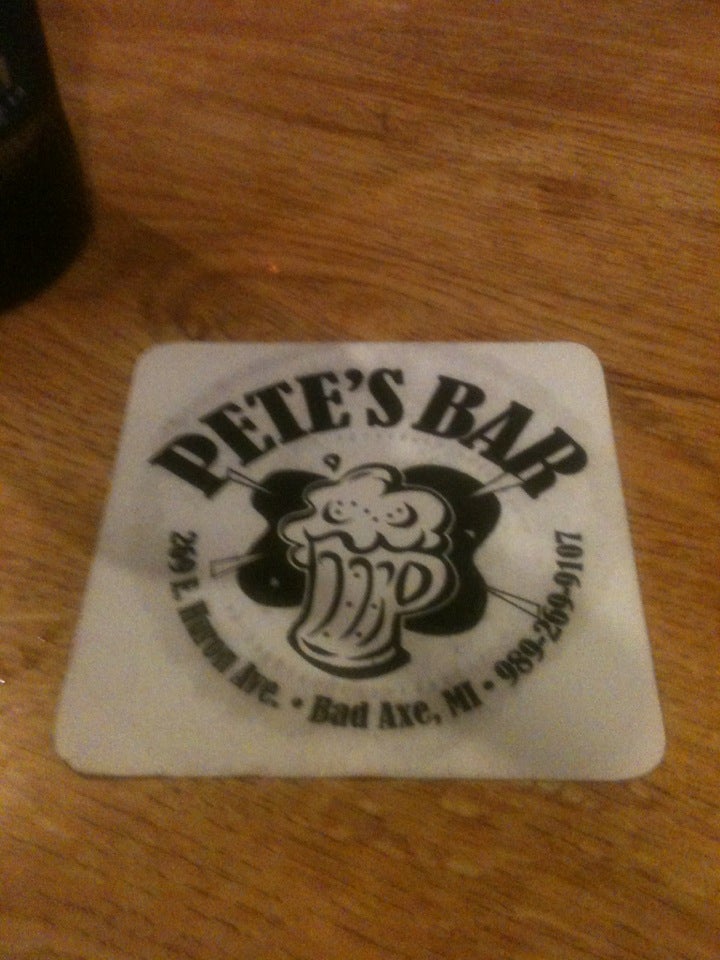 PETE'S BAR
269 E. Huron Ave. • Bad Axe, MI • 989-269-9107